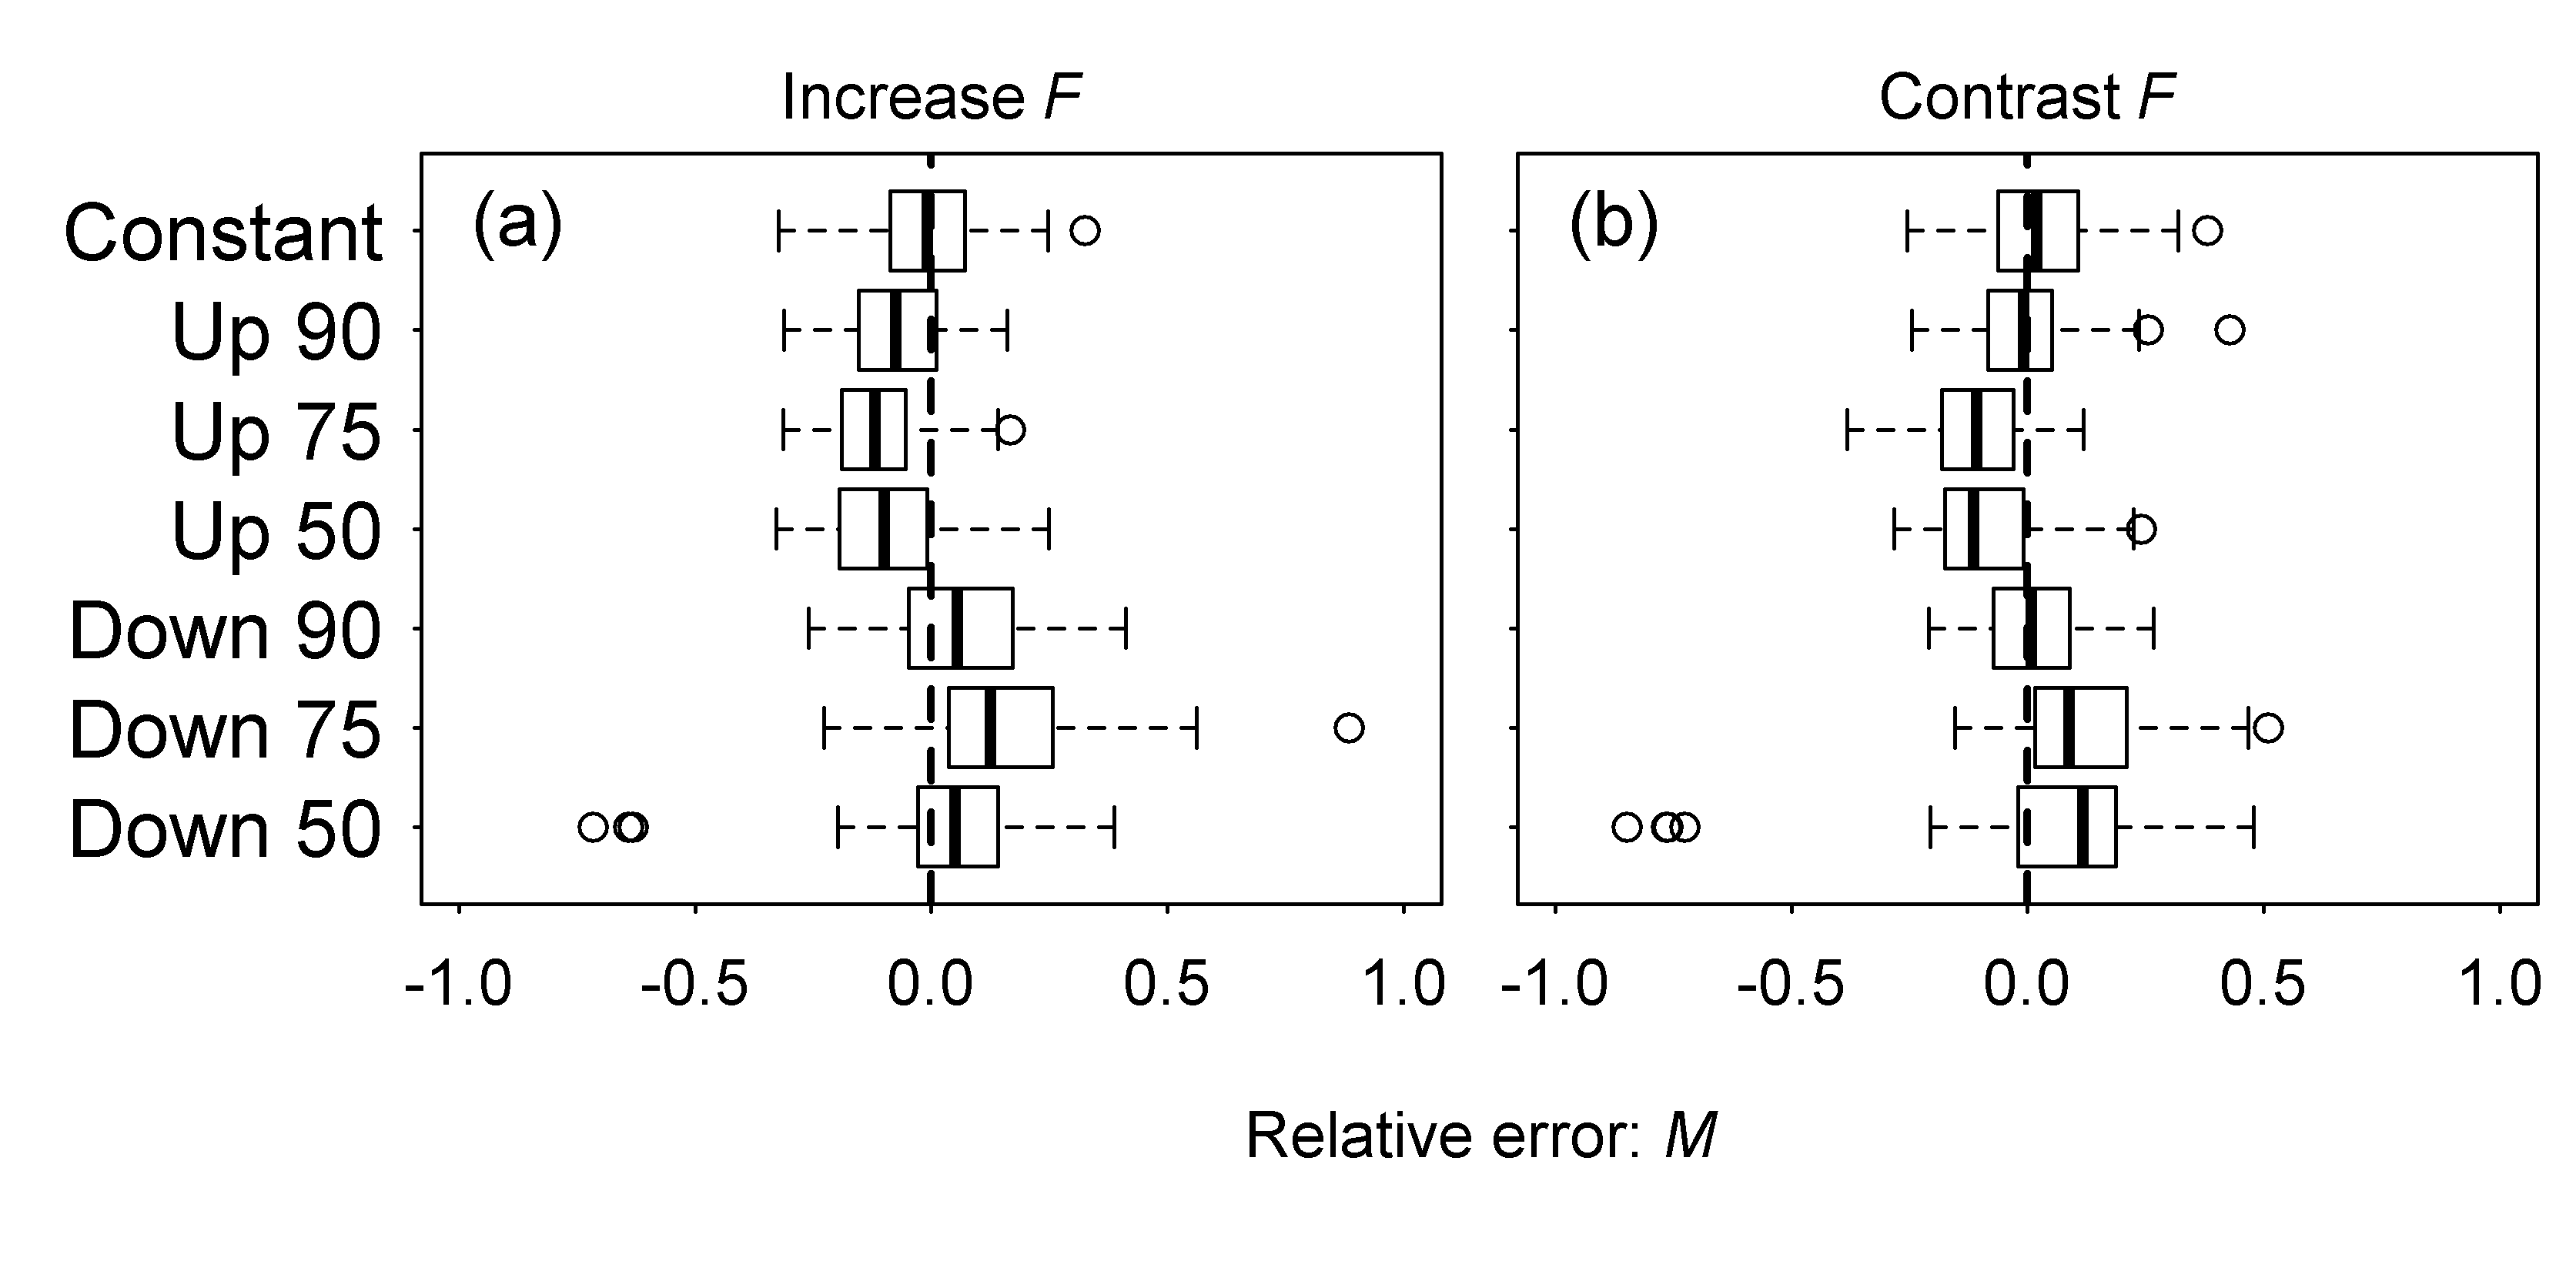 Increase F
Contrast F
(a)
(b)
Constant
Up 90
Up 75
Up 50
Down 90
Down 75
Down 50
-1.0 -0.5 0.0 0.5 1.0
-1.0 -0.5 0.0 0.5 1.0
Relative error: M